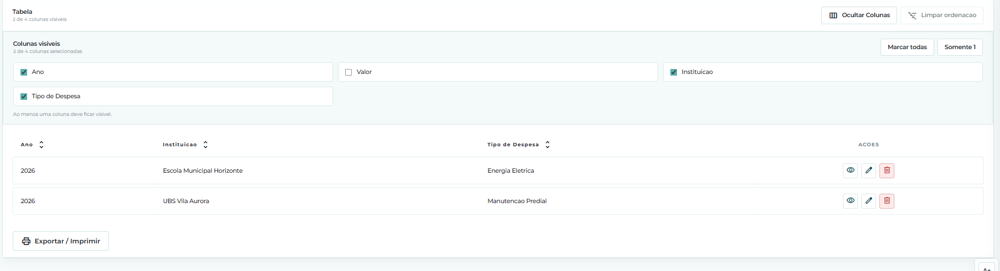 Tabela
3 de 4 colunas visiveis
Ocultar Colunas
Limpar ordenacao
Colunas visiveis
3 de 4 colunas selecionadas
Marcar todas
Somente 1
Ano
Valor
Instituicao
Tipo de Despesa
Ao menos uma coluna deve ficar visivel.
Ano
Instituicao
Tipo de Despesa
ACOES
2026
Escola Municipal Horizonte
Energia Eletrica
2026
UBS Vila Aurora
Manutencao Predial
Exportar / Imprimir